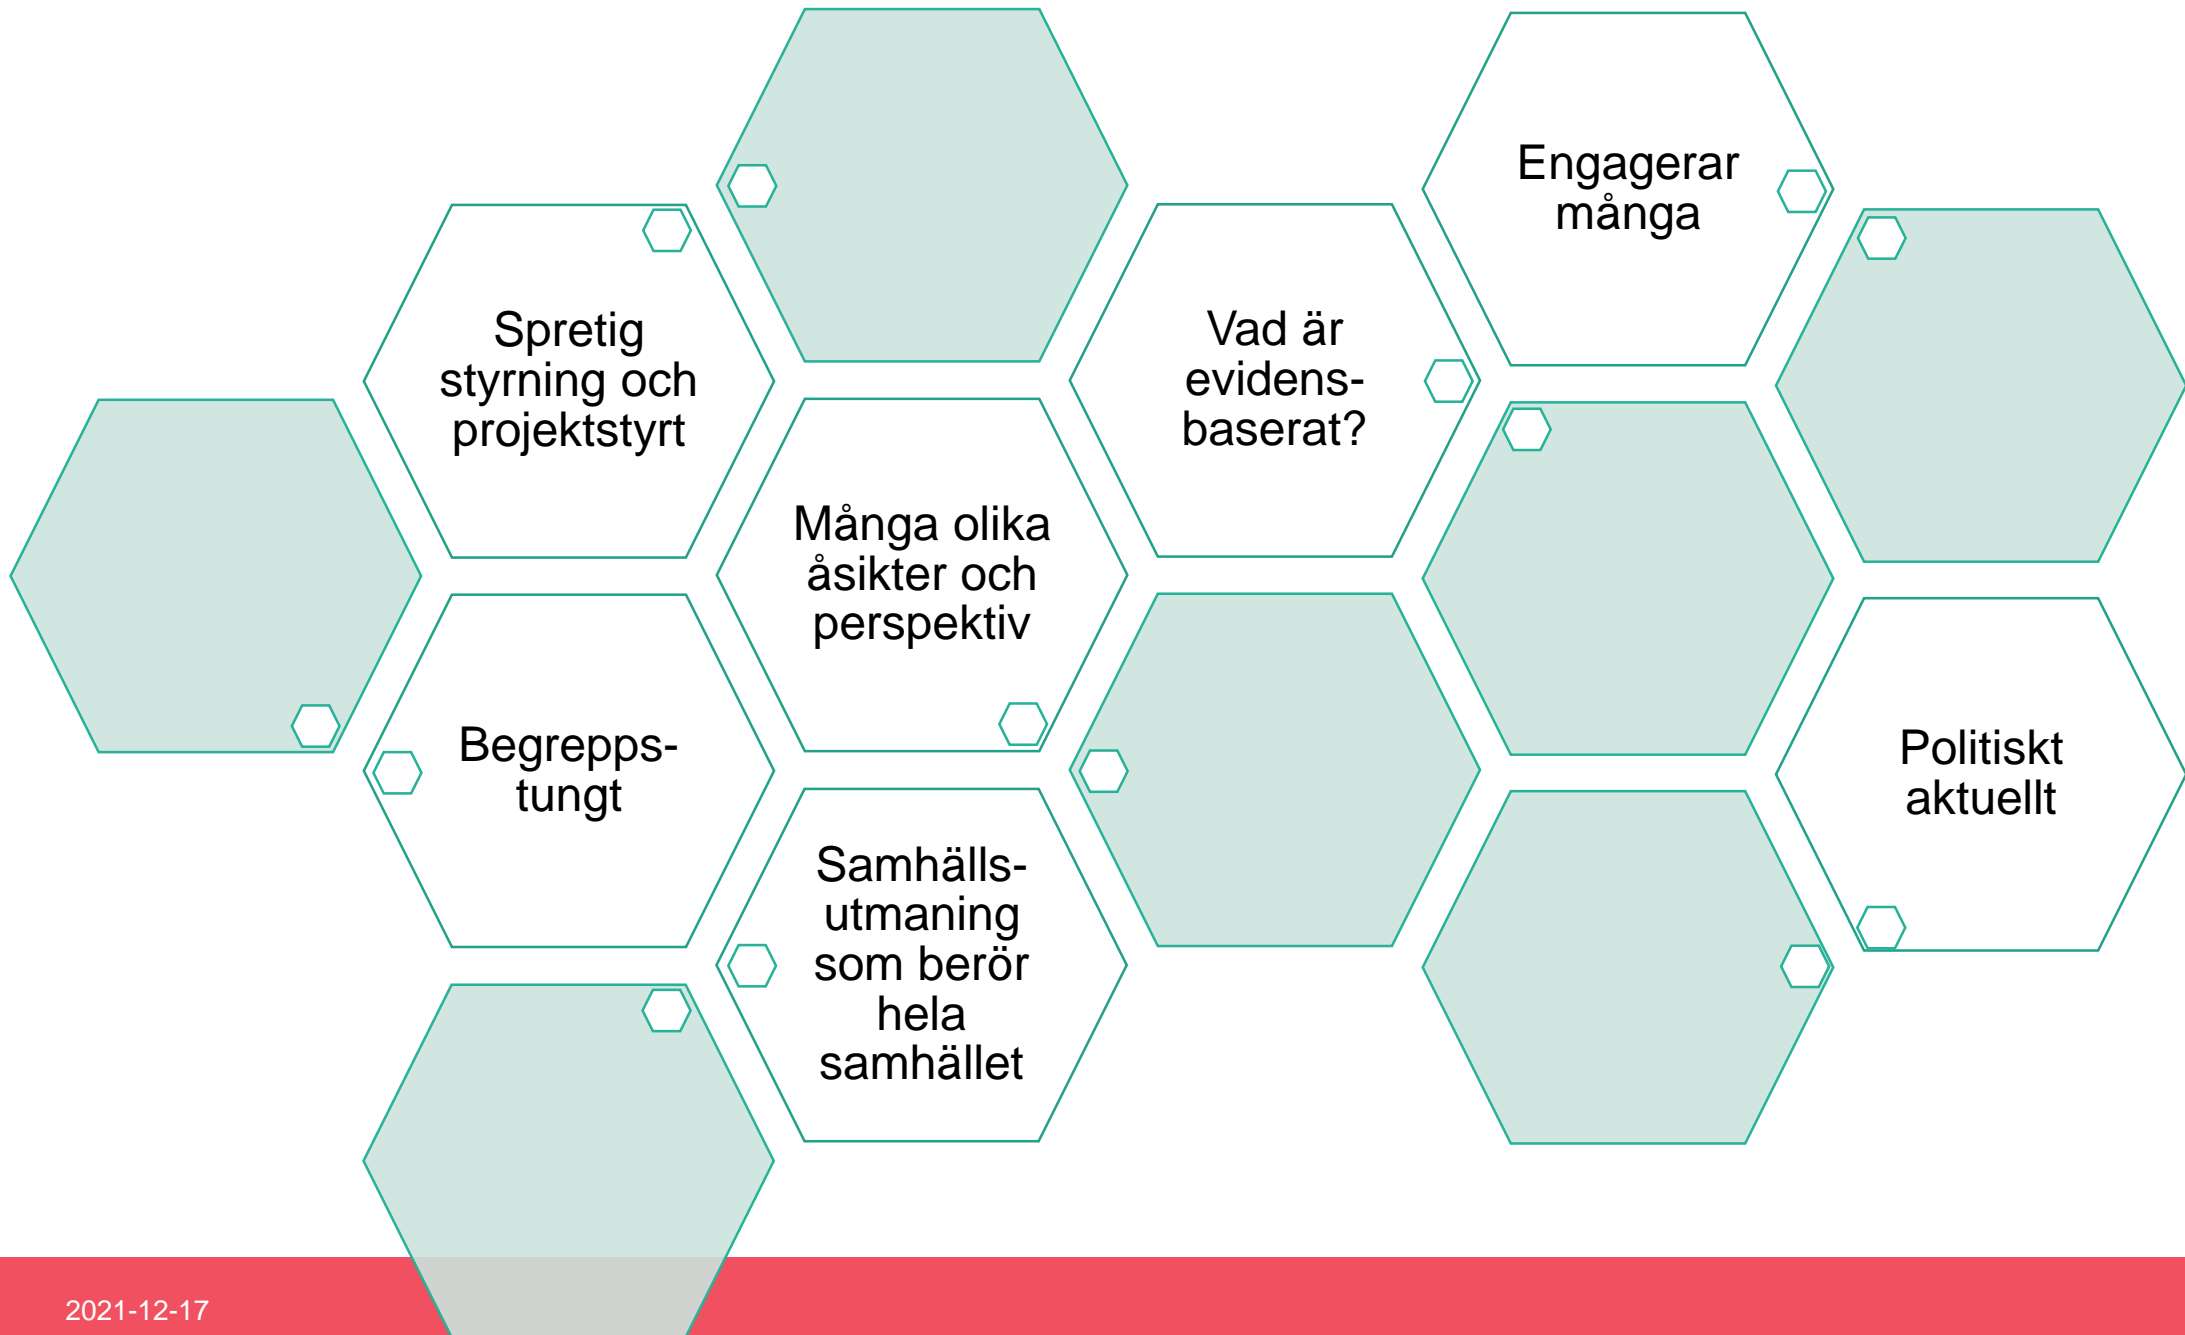 Spretig
styrning och
projektstyrt
Begrepps-
tungt
Många olika
åsikter och
perspektiv
Samhälls-
utmaning
som berör
hela
samhället
Vad är
evidens-
baserat?
Engagerar
många
Politiskt
aktuellt
2021-12-17